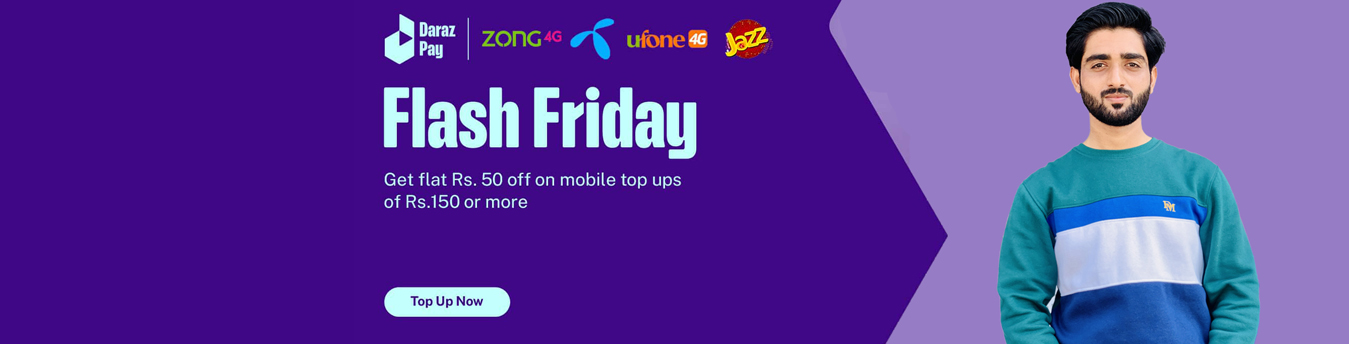 Daraz
Pay
ZONG 4G
ufone 4G
Jazz
Flash Friday
Get flat Rs. 50 off on mobile top ups
of Rs.150 or more
Top Up Now